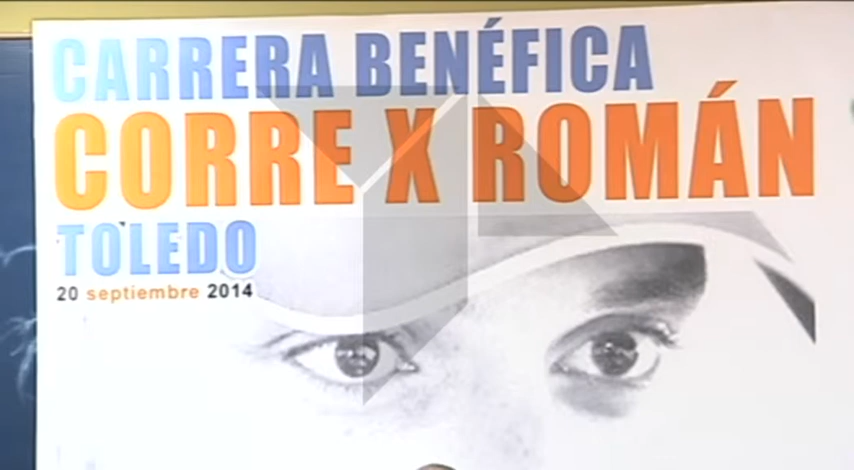 CARRERA BENÉFICA
CORRE X ROMÁN
TOLEDO
20 septiembre 2014